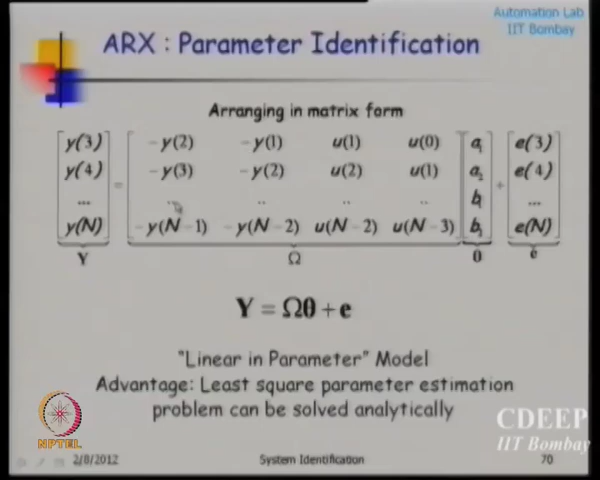 Automation Lab
IIT Bombay
ARX : Parameter Identification
Arranging in matrix form
y(3) -y(2) -y(1) u(1) u(0) a₁ e(3)
y(4) = -y(3) -y(2) u(2) u(1) a₂ + e(4)
... .. .. .. .. b₁ ...
y(N) -y(N-1) -y(N-2) u(N-2) u(N-3) e(N)
Y Ω θ e
Y = Ωθ + e
"Linear in Parameter" Model
Advantage: Least square parameter estimation
problem can be solved analytically
NPTEL
CDEEP
IIT Bombay
2/8/2012 System Identification 70